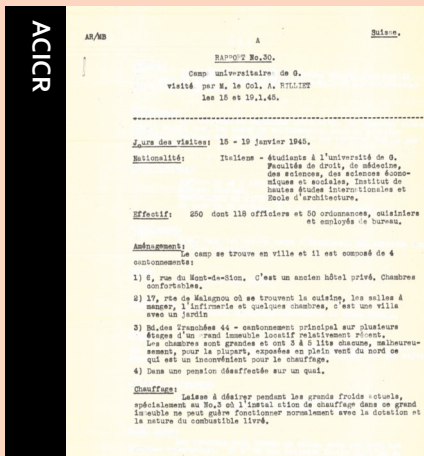 ACICR
AR/MB
A
Suisse.
RAPPORT No.30.
Camp universitaire de G.
visité par M. le Col. A. RILLIET
les 15 et 19.1.45.
Jours des visites: 15 - 19 janvier 1945.
Nationalité: Italiens - étudiants à l'université de G.
Facultés de droit, de médecine,
des sciences, des sciences écono-
miques et sociales, Institut de
hautes études internationales et
Ecole d'architecture.
Effectif: 250 dont 118 officiers et 50 ordonnances, cuisiniers
et employés de bureau.
Aménagement:
Le camp se trouve en ville et il est composé de 4
cantonnements:
1) 6, rue du Mont-de-Sion. C'est un ancien hôtel privé. Chambres
confortables.
2) 17, rte de Malagnou où se trouvent la cuisine, les salles à
manger, l'infirmerie et quelques chambres, c'est une villa
avec un jardin
3) Bd.des Tranchées 44 - cantonnement principal sur plusieurs
étages d'un grand immeuble locatif relativement récent.
Les chambres sont grandes et ont 3 à 5 lits chacune, malheureu-
sement, pour la plupart, exposées en plein vent du nord ce
qui est un inconvénient pour le chauffage.
4) Dans une pension désaffectée sur un quai.
Chauffage:
Laisse à désirer pendant les grands froids actuels,
spécialement au No.3 où l'instal ation de chauffage dans ce grand
immeuble ne peut guère fonctionner normalement avec la dotation et
la nature du combustible livré.